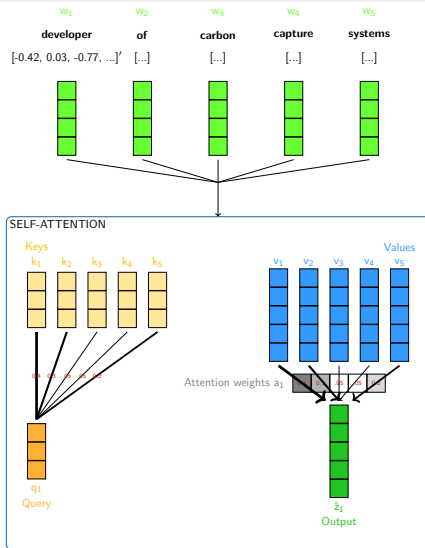 w₁ w₂ w₃ w₄ w₅
developer of carbon capture systems
[-0.42, 0.03, -0.77, ...]′ [...] [...] [...] [...]
SELF-ATTENTION
Keys
k₁ k₂ k₃ k₄ k₅
Values
v₁ v₂ v₃ v₄ v₅
Attention weights a₁
q₁
Query
ẑ₁
Output